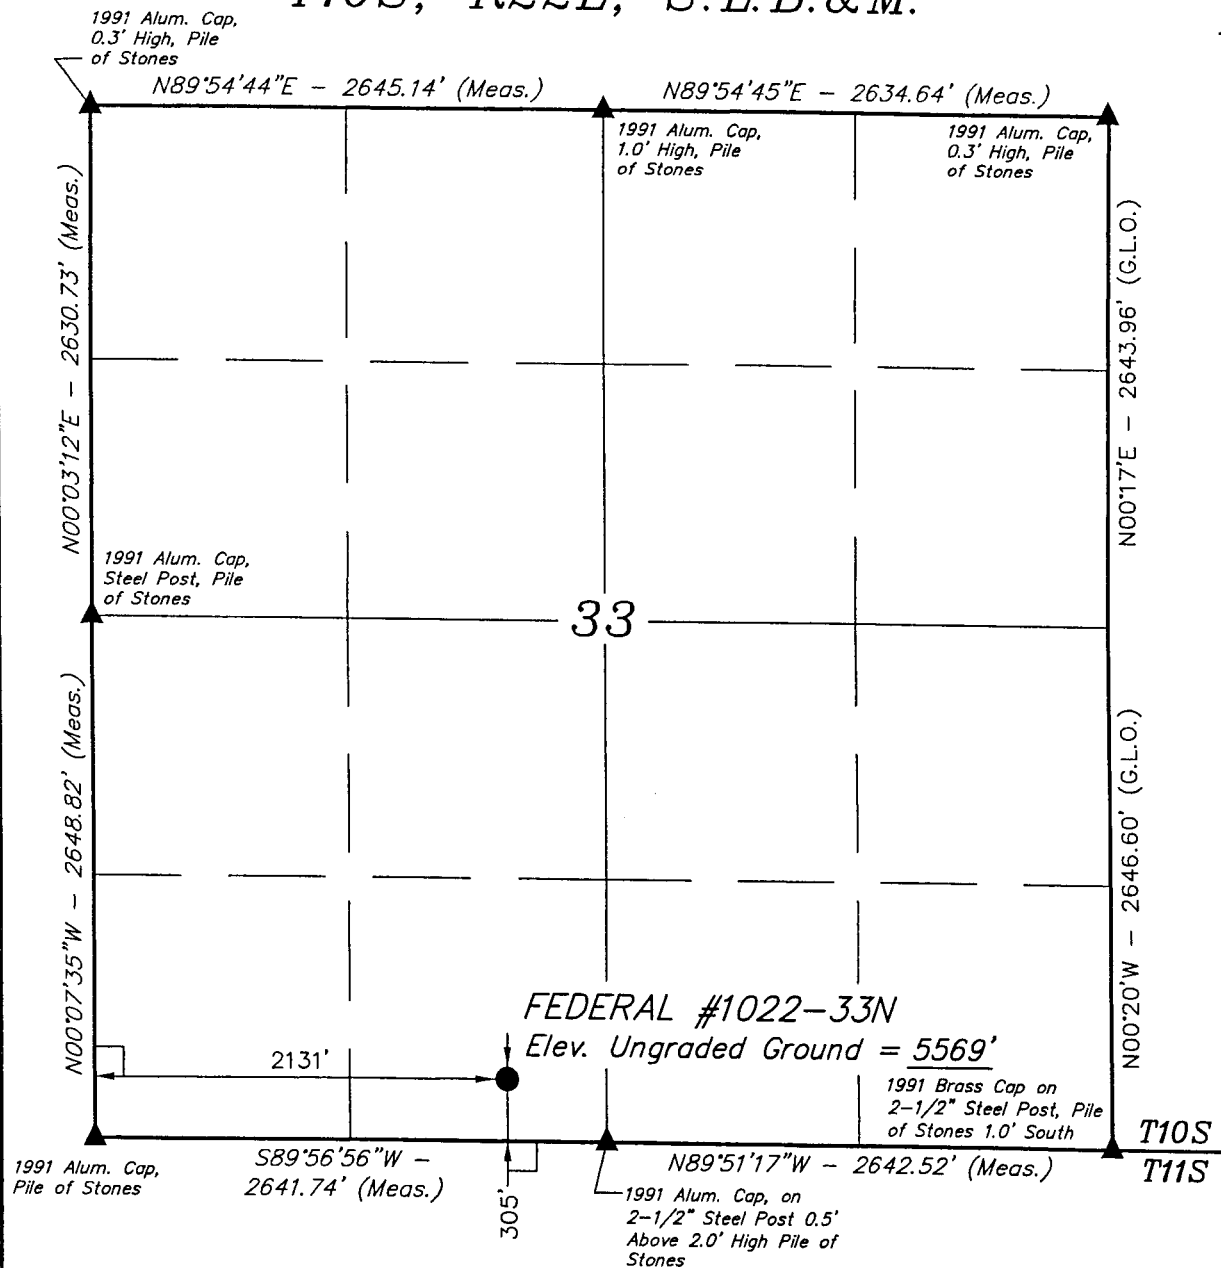 T10S, R22E, S.L.B.&M.
1991 Alum. Cap,
0.3' High, Pile
of Stones
N89°54'44"E - 2645.14' (Meas.)
N89°54'45"E - 2634.64' (Meas.)
1991 Alum. Cap,
1.0' High, Pile
of Stones
1991 Alum. Cap,
0.3' High, Pile
of Stones
N00°03'12"E - 2630.73' (Meas.)
N00°17'E - 2643.96' (G.L.O.)
1991 Alum. Cap,
Steel Post, Pile
of Stones
33
N00°07'35"W - 2648.82' (Meas.)
N00°20'W - 2646.60' (G.L.O.)
FEDERAL #1022-33N
Elev. Ungraded Ground = 5569'
2131'
1991 Brass Cap on
2-1/2" Steel Post, Pile
of Stones 1.0' South
T10S
T11S
1991 Alum. Cap,
Pile of Stones
S89°56'56"W -
2641.74' (Meas.)
305'
N89°51'17"W - 2642.52' (Meas.)
1991 Alum. Cap, on
2-1/2" Steel Post 0.5'
Above 2.0' High Pile of
Stones